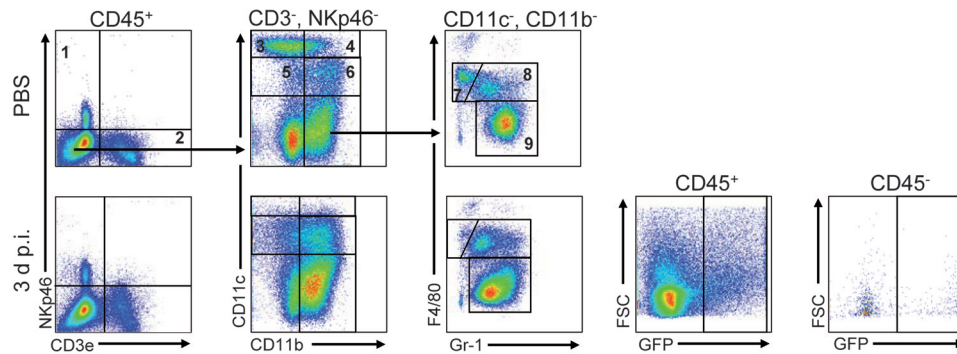 CD45⁺
CD3⁻, NKp46⁻
CD11c⁻, CD11b⁻
PBS
1
2
3
4
5
6
7
8
9
3 d p.i.
NKp46
CD3e
CD11c
CD11b
F4/80
Gr-1
CD45⁺
FSC
GFP
CD45⁻
FSC
GFP